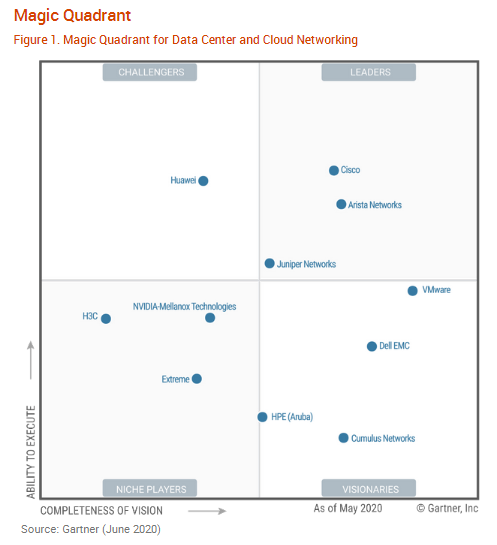 Magic Quadrant
Figure 1. Magic Quadrant for Data Center and Cloud Networking
CHALLENGERS
LEADERS
Cisco
Huawei
Arista Networks
Juniper Networks
VMware
NVIDIA-Mellanox Technologies
H3C
Dell EMC
Extreme
HPE (Aruba)
Cumulus Networks
ABILITY TO EXECUTE
NICHE PLAYERS
VISIONARIES
COMPLETENESS OF VISION
As of May 2020
© Gartner, Inc
Source: Gartner (June 2020)